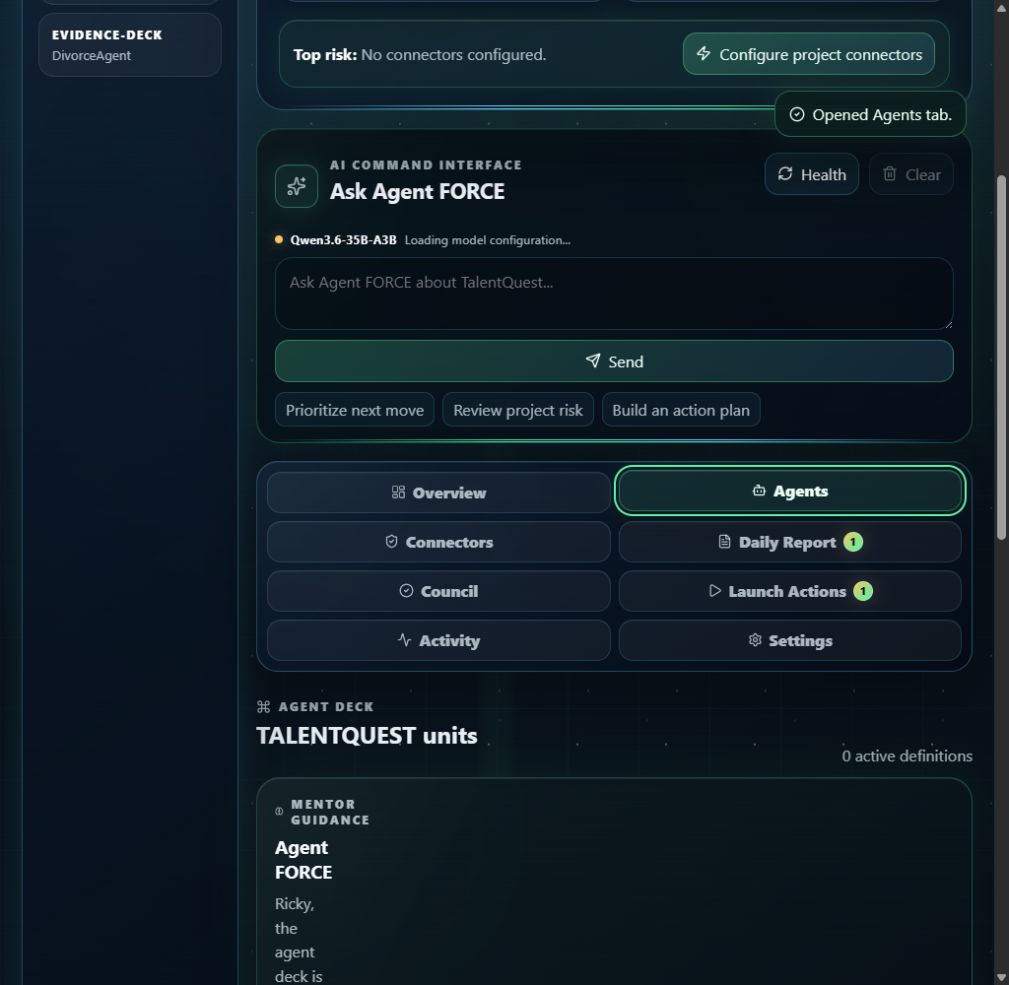 EVIDENCE-DECK
DivorceAgent
Top risk: No connectors configured.
Configure project connectors
Opened Agents tab.
AI COMMAND INTERFACE
Ask Agent FORCE
Health
Clear
Qwen3.6-35B-A3B Loading model configuration...
Ask Agent FORCE about TalentQuest...
Send
Prioritize next move
Review project risk
Build an action plan
Overview
Agents
Connectors
Daily Report 1
Council
Launch Actions 1
Activity
Settings
AGENT DECK
TALENTQUEST units
0 active definitions
MENTOR
GUIDANCE
Agent
FORCE
Ricky,
the
agent
deck is